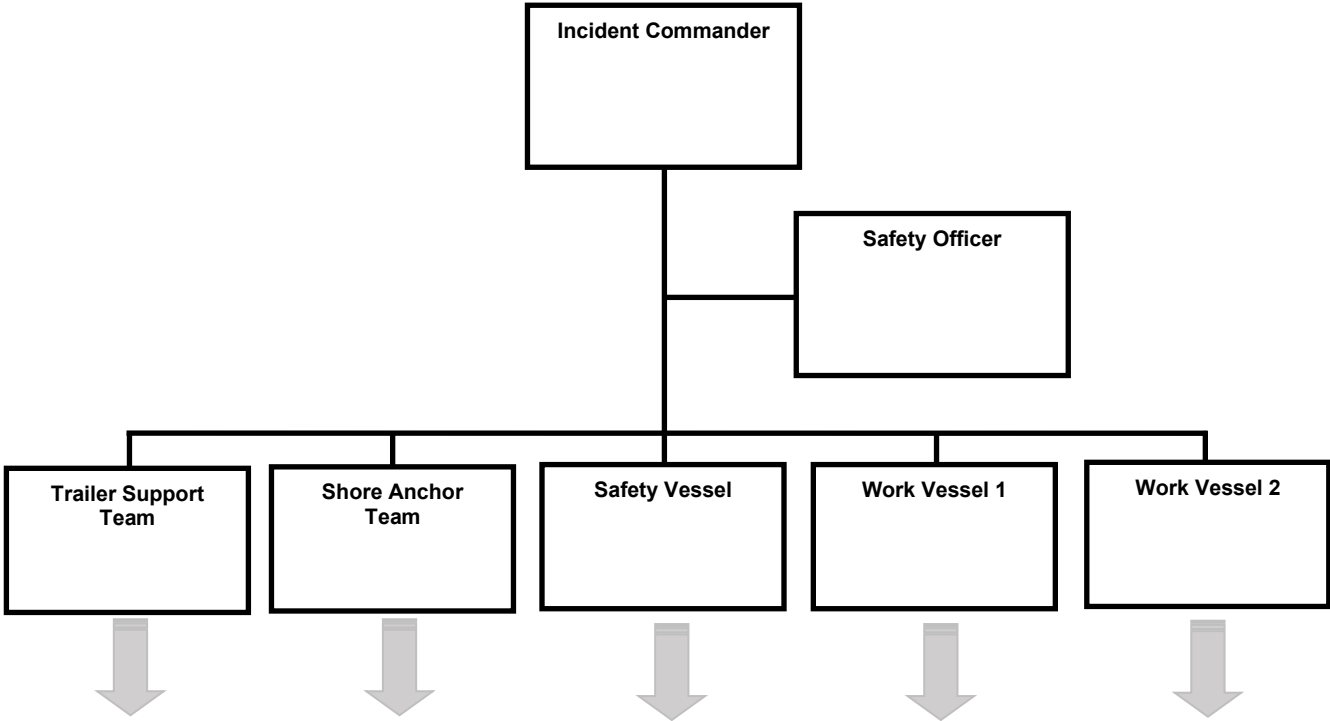 Incident Commander
Safety Officer
Trailer Support
Team
Shore Anchor
Team
Safety Vessel
Work Vessel 1
Work Vessel 2